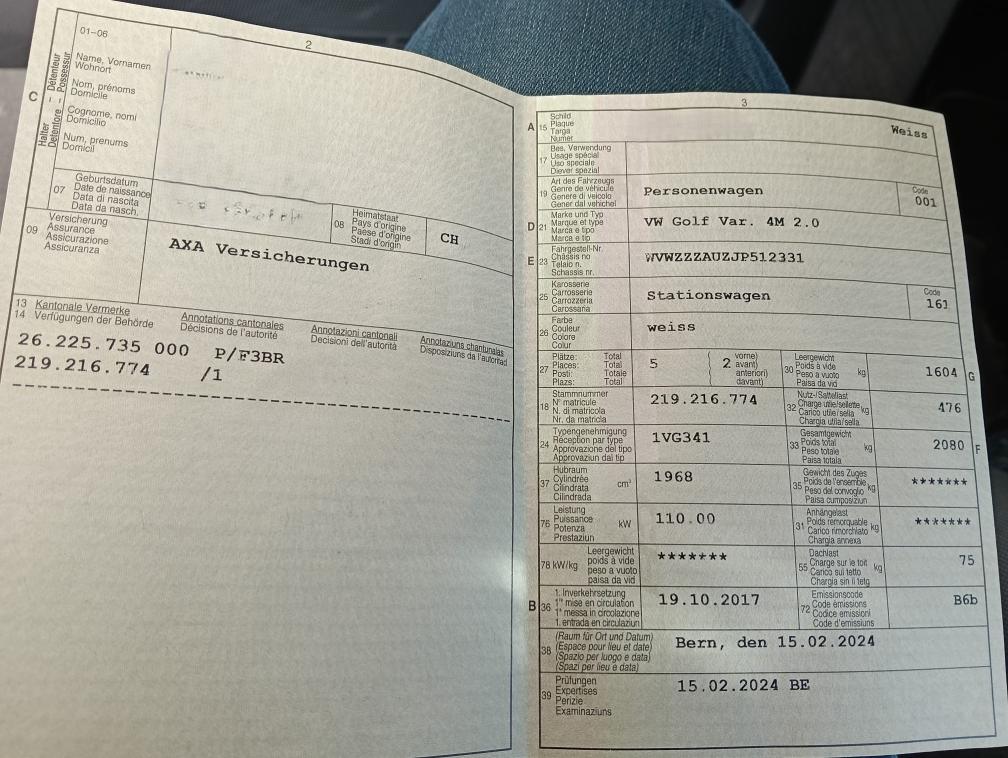 2
01-06
Name, Vornamen
Wohnort
Nom, prénoms
Domicile
Cognome, nomi
Domicilio
Num, prenums
Domicil
C
Halter – Détenteur
Detentore – Possessur
07
Geburtsdatum
Date de naissance
Data di nascita
Data da nasch.
08
Heimatstaat
Pays d'origine
Paese d'origine
Stadi d'origin
CH
09
Versicherung
Assurance
Assicurazione
Assicuranza
AXA Versicherungen
13 Kantonale Vermerke
14 Verfügungen der Behörde
Annotations cantonales
Décisions de l'autorité
Annotazioni cantonali
Decisioni dell'autorità
Annotaziuns chantunalas
Disposiziuns da l'autoritad
26.225.735 000 P/F3BR
219.216.774 /1
3
A 15
Schild
Plaque
Targa
Numer
Weiss
17
Bes. Verwendung
Usage spécial
Uso speciale
Diever spezial
19
Art des Fahrzeugs
Genre de véhicule
Genere di veicolo
Gener dal vehichel
Personenwagen
Code
001
D 21
Marke und Typ
Marque et type
Marca e tipo
Marca e tip
VW Golf Var. 4M 2.0
E 23
Fahrgestell-Nr.
Châssis no
Telaio n.
Schassis nr.
WVWZZZAUZJP512331
25
Karosserie
Carrosserie
Carrozzeria
Carossaria
Stationswagen
Code
161
26
Farbe
Couleur
Colore
Colur
weiss
27
Plätze: Total
Places: Total
Posti: Totale
Plazs: Total
5
2
vorne)
avant)
anteriori)
davant)
30
Leergewicht
Poids à vide
Peso a vuoto
Paisa da vid
kg
1604
G
18
Stammnummer
N° matricule
N. di matricola
Nr. da matricla
219.216.774
32
Nutz-/Sattellast
Charge utile/sellette
Carico utile/sella
Chargia utila/sella
kg
476
24
Typengenehmigung
Réception par type
Approvazione del tipo
Approvaziun dal tip
1VG341
33
Gesamtgewicht
Poids total
Peso totale
Paisa totala
kg
2080
F
37
Hubraum
Cylindrée
Cilindrata
Cilindrada
cm³
1968
35
Gewicht des Zuges
Poids de l'ensemble
Peso del convoglio
Paisa cumposiziun
kg
*******
76
Leistung
Puissance
Potenza
Prestaziun
kW
110.00
31
Anhängelast
Poids remorquable
Carico rimorchiato
Chargia annexa
kg
*******
78 kW/kg
Leergewicht
poids à vide
peso a vuoto
paisa da vid
*******
55
Dachlast
Charge sur le toit
Carico sul tetto
Chargia sin il tetg
kg
75
B 36
1. Inverkehrsetzung
1re mise en circulation
1a messa in circolazione
1. entrada en circulaziun
19.10.2017
72
Emissionscode
Code émissions
Codice emissioni
Code d'emissiuns
B6b
38
(Raum für Ort und Datum)
(Espace pour lieu et date)
(Spazio per luogo e data)
(Spazi per lieu e data)
Bern, den 15.02.2024
39
Prüfungen
Expertises
Perizie
Examinaziuns
15.02.2024 BE